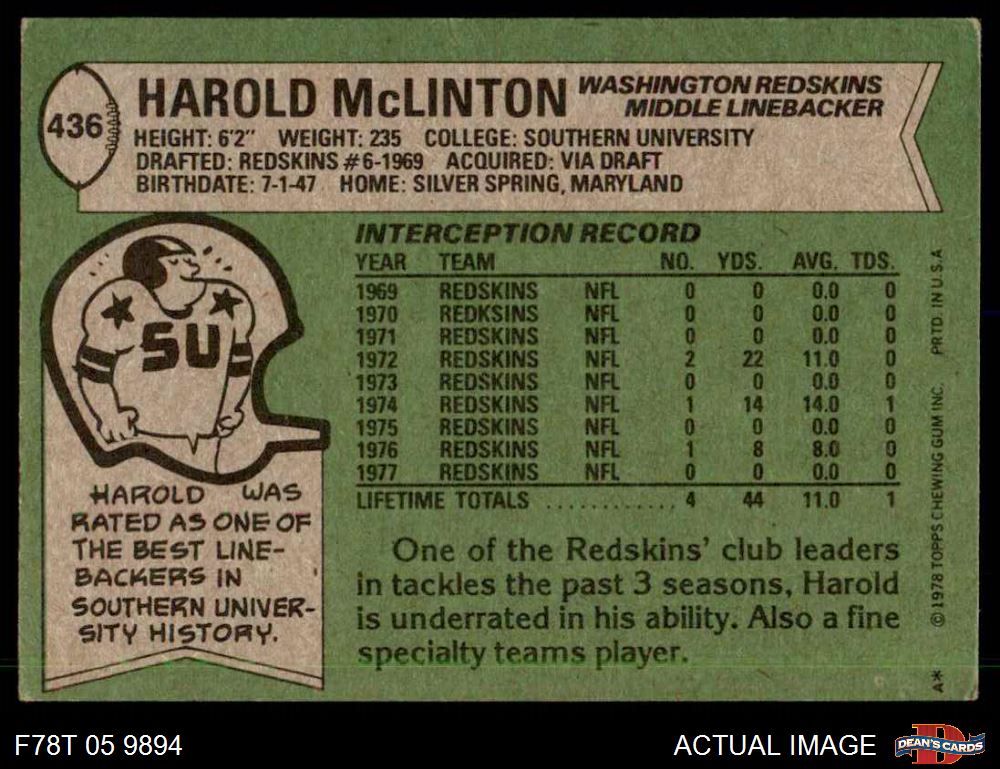 436
HAROLD McLINTON
WASHINGTON REDSKINS
MIDDLE LINEBACKER
HEIGHT: 6'2" WEIGHT: 235 COLLEGE: SOUTHERN UNIVERSITY
DRAFTED: REDSKINS #6-1969 ACQUIRED: VIA DRAFT
BIRTHDATE: 7-1-47 HOME: SILVER SPRING, MARYLAND
SU
HAROLD WAS
RATED AS ONE OF
THE BEST LINE-
BACKERS IN
SOUTHERN UNIVER-
SITY HISTORY.
INTERCEPTION RECORD
YEAR TEAM NO. YDS. AVG. TDS.
1969 REDSKINS NFL 0 0 0.0 0
1970 REDKSINS NFL 0 0 0.0 0
1971 REDSKINS NFL 0 0 0.0 0
1972 REDSKINS NFL 2 22 11.0 0
1973 REDSKINS NFL 0 0 0.0 0
1974 REDSKINS NFL 1 14 14.0 1
1975 REDSKINS NFL 0 0 0.0 0
1976 REDSKINS NFL 1 8 8.0 0
1977 REDSKINS NFL 0 0 0.0 0
LIFETIME TOTALS ............ 4 44 11.0 1
One of the Redskins' club leaders
in tackles the past 3 seasons, Harold
is underrated in his ability. Also a fine
specialty teams player.
A* ©1978 TOPPS CHEWING GUM INC. PRTD. IN U.S.A
F78T 05 9894
ACTUAL IMAGE
D
DEAN'S CARDS